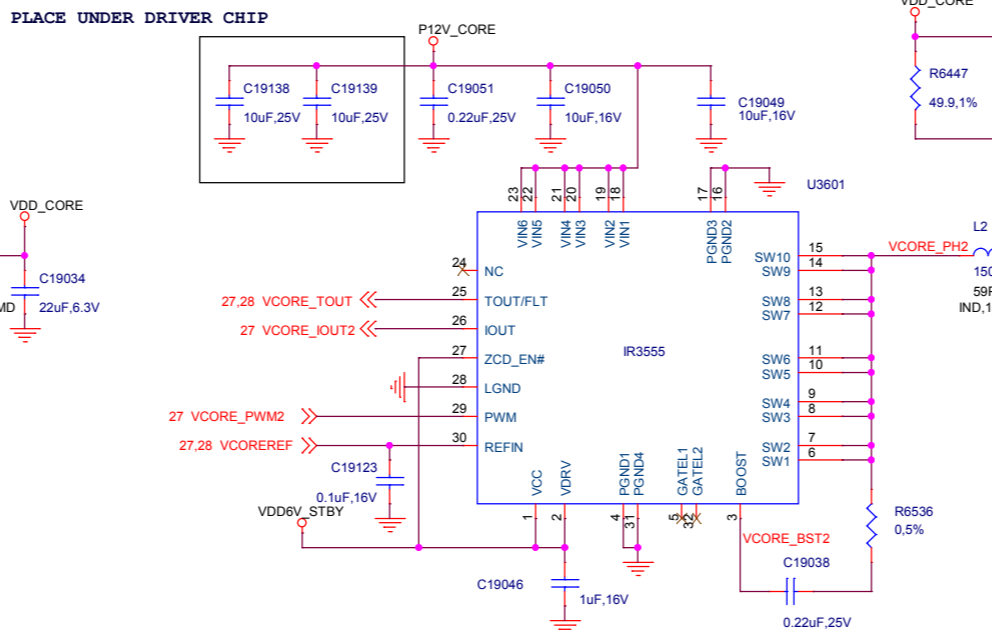 PLACE UNDER DRIVER CHIP
P12V_CORE
VDD_CORE
C19138
10uF,25V
C19139
10uF,25V
C19051
0.22uF,25V
C19050
10uF,16V
C19049
10uF,16V
R6447
49.9,1%
VDD_CORE
C19034
22uF,6.3V
MD
23
22
21
20
19
18
17
16
U3601
VIN6
VIN5
VIN4
VIN3
VIN2
VIN1
PGND3
PGND2
24
NC
25
TOUT/FLT
27,28 VCORE_TOUT
26
IOUT
27 VCORE_IOUT2
27
ZCD_EN#
28
LGND
29
PWM
27 VCORE_PWM2
30
REFIN
27,28 VCOREREF
IR3555
SW10
15
SW9
14
SW8
13
SW7
12
SW6
11
SW5
10
SW4
9
SW3
8
SW2
7
SW1
6
VCORE_PH2
L2
150
IND,1
C19123
0.1uF,16V
VDD6V_STBY
VCC
VDRV
PGND1
PGND4
GATEL1
GATEL2
BOOST
1
2
4
31
5
32
3
R6536
0,5%
VCORE_BST2
C19038
0.22uF,25V
C19046
1uF,16V